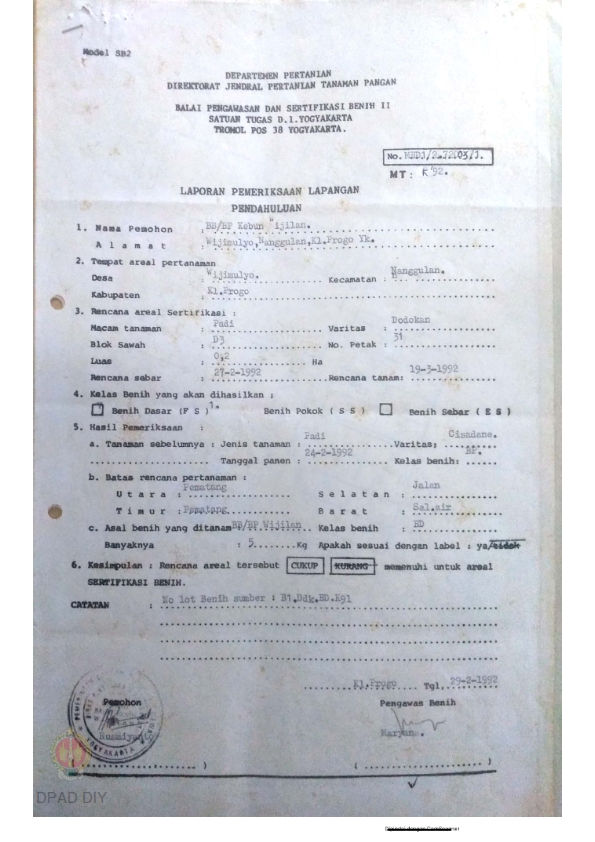 Model SB2
DEPARTEMEN PERTANIAN
DIREKTORAT JENDRAL PERTANIAN TANAMAN PANGAN
BALAI PENGAWASAN DAN SERTIFIKASI BENIH II
SATUAN TUGAS D.I.YOGYAKARTA
TROMOL POS 38 YOGYAKARTA.
No.
MT: K'92.
LAPORAN PEMERIKSAAN LAPANGAN
PENDAHULUAN
1. Nama Pemohon : BB/BP Kebun Wijilan.
A l a m a t : Wijimulyo,Nanggulan,Kl.Progo Yk.
2. Tempat areal pertanaman
Desa : Wijimulyo. Kecamatan : Nanggulan.
Kabupaten : Kl.Progo
3. Rencana areal Sertifikasi :
Macam tanaman : Padi Varitas : Dodokan
Blok Sawah : D3 No. Petak : 31
Luas : 0,2 Ha
Rencana sebar : 27-2-1992 Rencana tanam: 19-3-1992
4. Kelas Benih yang akan dihasilkan ;
Benih Dasar (F S) Benih Pokok ( S S ) Benih Sebar ( E S )
5. Hasil Pemeriksaan :
a. Tanaman sebelumnya : Jenis tanaman : Padi Varitas: Cisadane.
Tanggal panen : 24-2-1992 Kelas benih: BP.
b. Batas rencana pertanaman :
U t a r a : Pematang S e l a t a n : Jalan
T i m u r : Pematang B a r a t : Sal.air
c. Asal benih yang ditanam BB/BP Wijilan Kelas benih : BD
Banyaknya : 5 Kg Apakah sesuai dengan label : ya/tidak
6. Kesimpulan : Rencana areal tersebut CUKUP KURANG memenuhi untuk areal
SERTIFIKASI BENIH.
CATATAN : No lot Benih sumber : B1.Ddk.BD.K91
Kl.Progo Tgl, 29-2-1992
Pemohon Pengawas Benih
YOGYAKARTA
( ) ( )
DPAD DIY